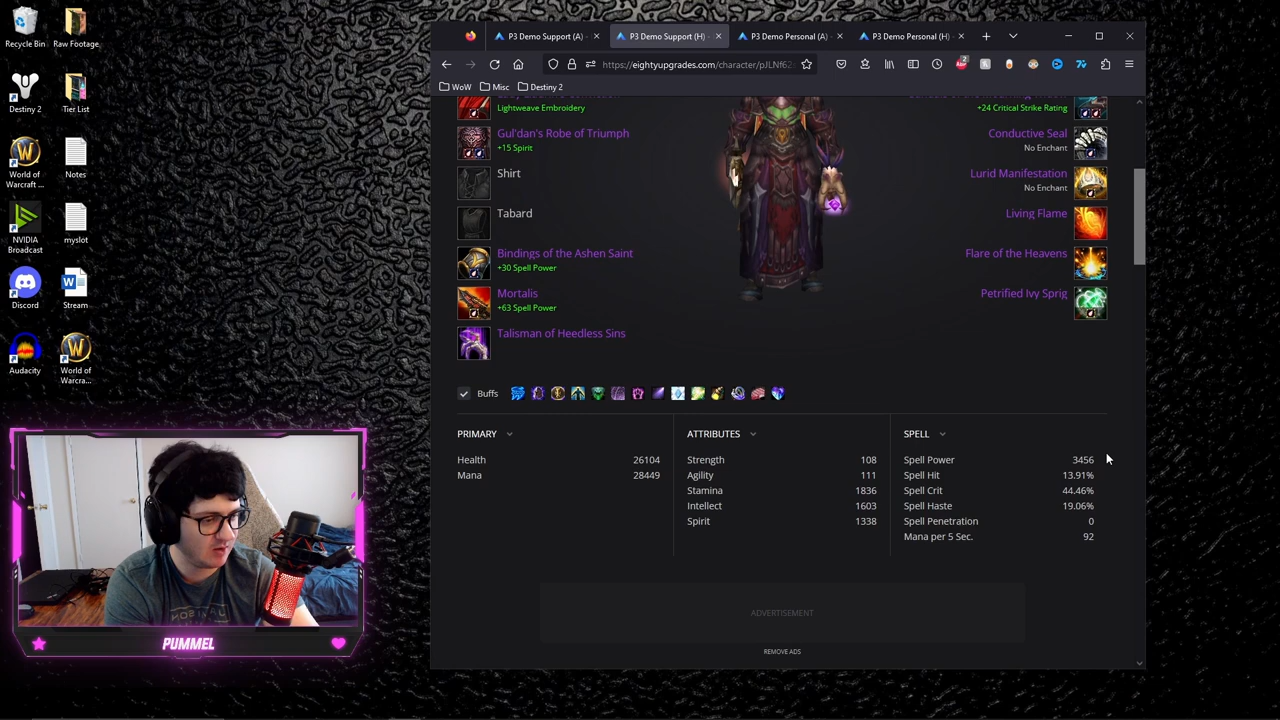 Recycle Bin
Raw Footage
Destiny 2
Tier List
World of
Warcraft ...
Notes
NVIDIA
Broadcast
myslot
Discord
Stream
Audacity
World of
Warcra...
P3 Demo Support (A)
P3 Demo Support (H)
P3 Demo Personal (A)
P3 Demo Personal (H)
https://eightyupgrades.com/character/pJLNf62
2
WoW
Misc
Destiny 2
Lightweave Embroidery
+24 Critical Strike Rating
Gul'dan's Robe of Triumph
+15 Spirit
Conductive Seal
No Enchant
Shirt
Lurid Manifestation
No Enchant
Tabard
Living Flame
Bindings of the Ashen Saint
+30 Spell Power
Flare of the Heavens
Mortalis
+63 Spell Power
Petrified Ivy Sprig
Talisman of Heedless Sins
Buffs
PRIMARY
Health 26104
Mana 28449
ATTRIBUTES
Strength 108
Agility 111
Stamina 1836
Intellect 1603
Spirit 1338
SPELL
Spell Power 3456
Spell Hit 13.91%
Spell Crit 44.46%
Spell Haste 19.06%
Spell Penetration 0
Mana per 5 Sec. 92
ADVERTISEMENT
REMOVE ADS
PUMMEL